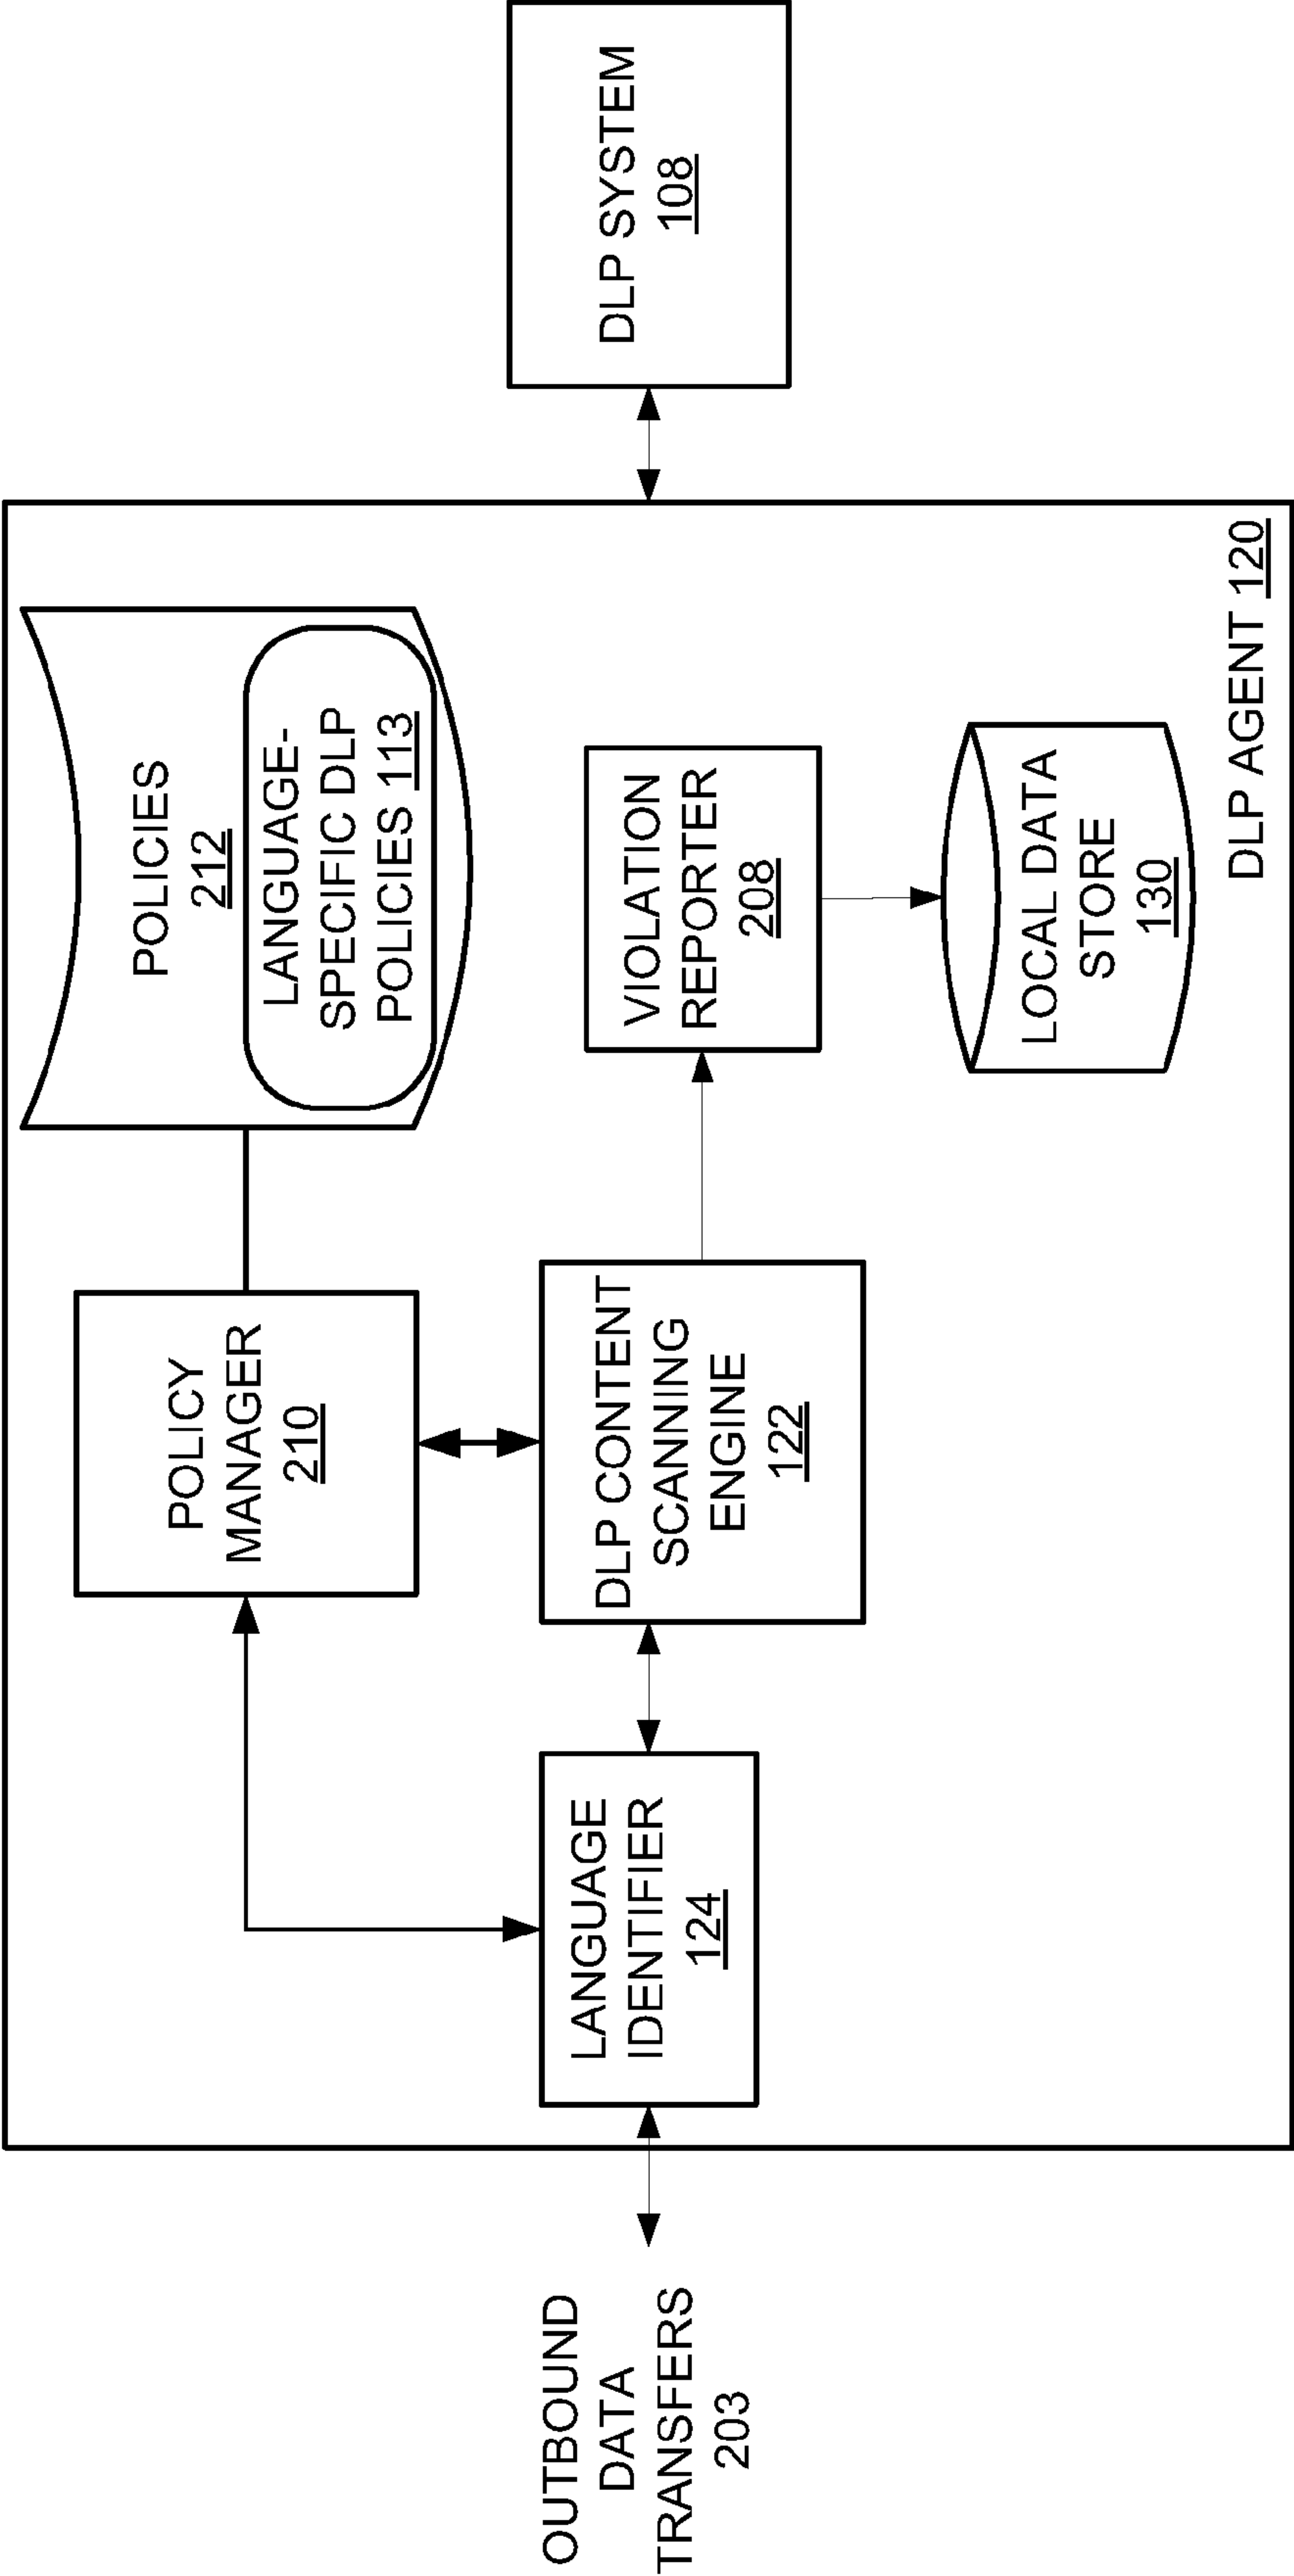 POLICIES
212
LANGUAGE-
SPECIFIC DLP
POLICIES 113
POLICY
MANAGER
210
OUTBOUND
DATA
TRANSFERS
203
LANGUAGE
IDENTIFIER
124
DLP CONTENT
SCANNING
ENGINE
122
VIOLATION
REPORTER
208
DLP SYSTEM
108
LOCAL DATA
STORE
130
DLP AGENT 120